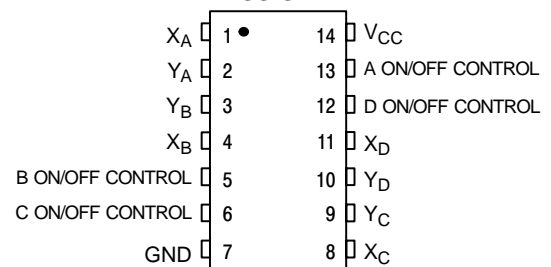 X_A 1 14 V_CC
Y_A 2 13 A ON/OFF CONTROL
Y_B 3 12 D ON/OFF CONTROL
X_B 4 11 X_D
B ON/OFF CONTROL 5 10 Y_D
C ON/OFF CONTROL 6 9 Y_C
GND 7 8 X_C